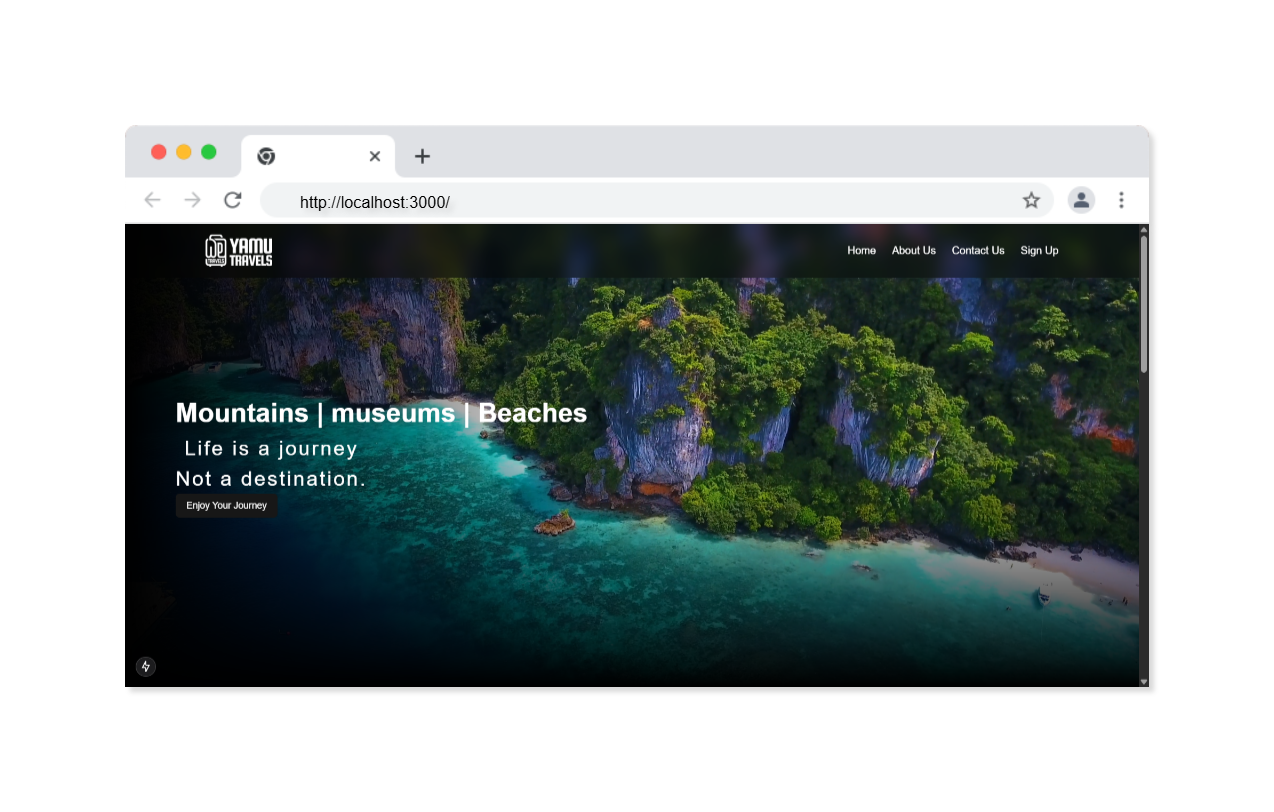 http://localhost:3000/
YAMU
TRAVELS
TRAVELS
Home About Us Contact Us Sign Up
Mountains | museums | Beaches
Life is a journey
Not a destination.
Enjoy Your Journey